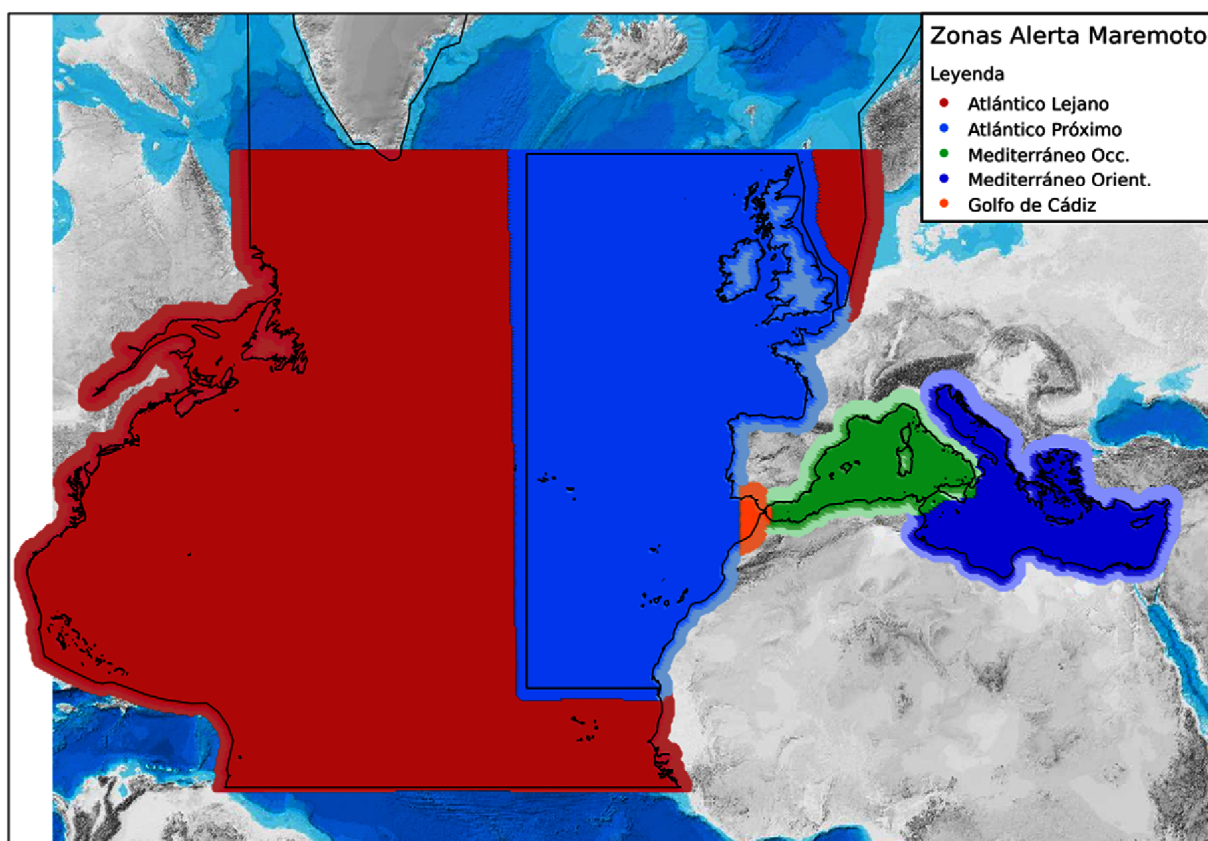 Zonas Alerta Maremoto
Leyenda
Atlántico Lejano
Atlántico Próximo
Mediterráneo Occ.
Mediterráneo Orient.
Golfo de Cádiz